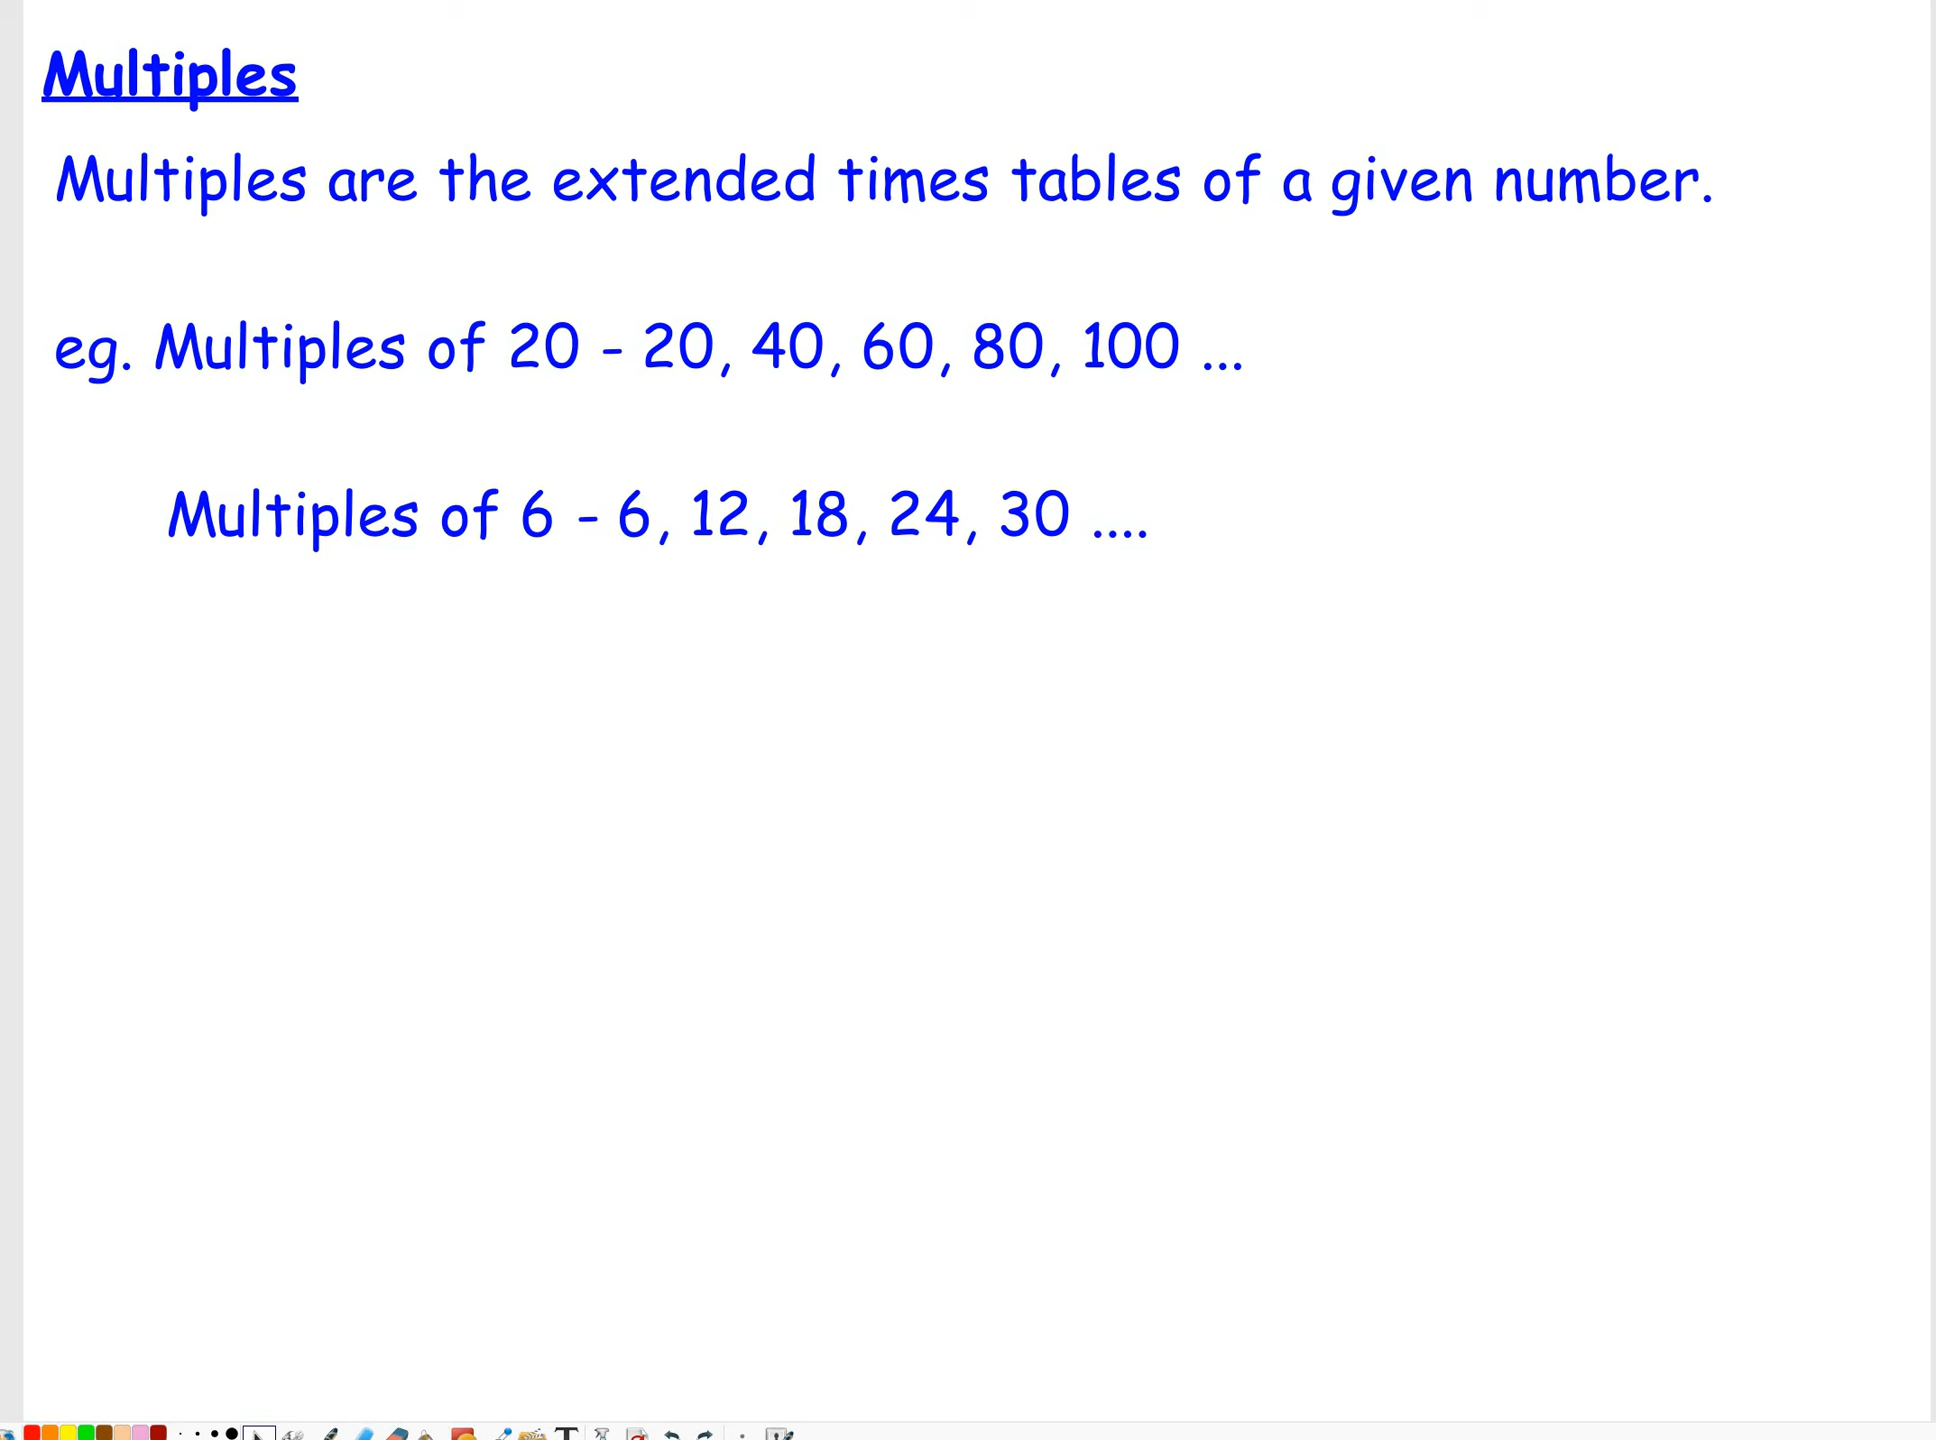 Multiples
Multiples are the extended times tables of a given number.
eg. Multiples of 20 - 20, 40, 60, 80, 100 ...
Multiples of 6 - 6, 12, 18, 24, 30 ....